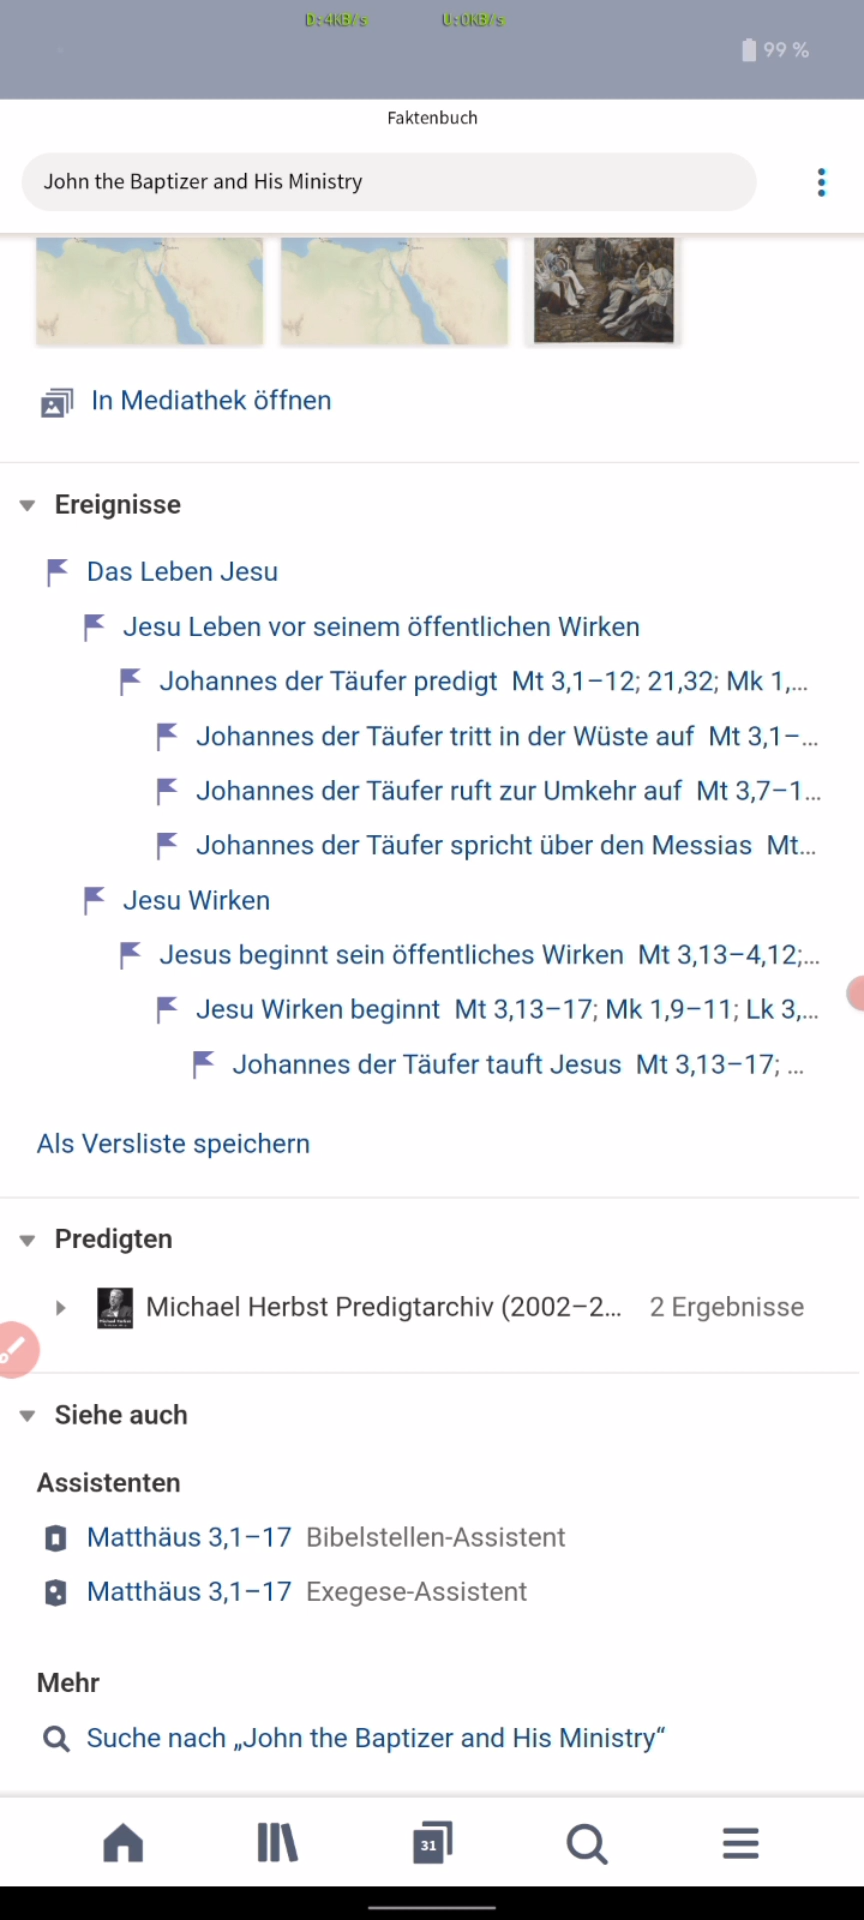 D:4KB/s U:0KB/s
99 %
Faktenbuch
John the Baptizer and His Ministry
In Mediathek öffnen
Ereignisse
Das Leben Jesu
Jesu Leben vor seinem öffentlichen Wirken
Johannes der Täufer predigt Mt 3,1–12; 21,32; Mk 1,...
Johannes der Täufer tritt in der Wüste auf Mt 3,1–...
Johannes der Täufer ruft zur Umkehr auf Mt 3,7–1...
Johannes der Täufer spricht über den Messias Mt...
Jesu Wirken
Jesus beginnt sein öffentliches Wirken Mt 3,13–4,12;...
Jesu Wirken beginnt Mt 3,13–17; Mk 1,9–11; Lk 3,...
Johannes der Täufer tauft Jesus Mt 3,13–17; ...
Als Versliste speichern
Predigten
Michael Herbst Predigtarchiv (2002–2... 2 Ergebnisse
Siehe auch
Assistenten
Matthäus 3,1–17 Bibelstellen-Assistent
Matthäus 3,1–17 Exegese-Assistent
Mehr
Suche nach „John the Baptizer and His Ministry“
31